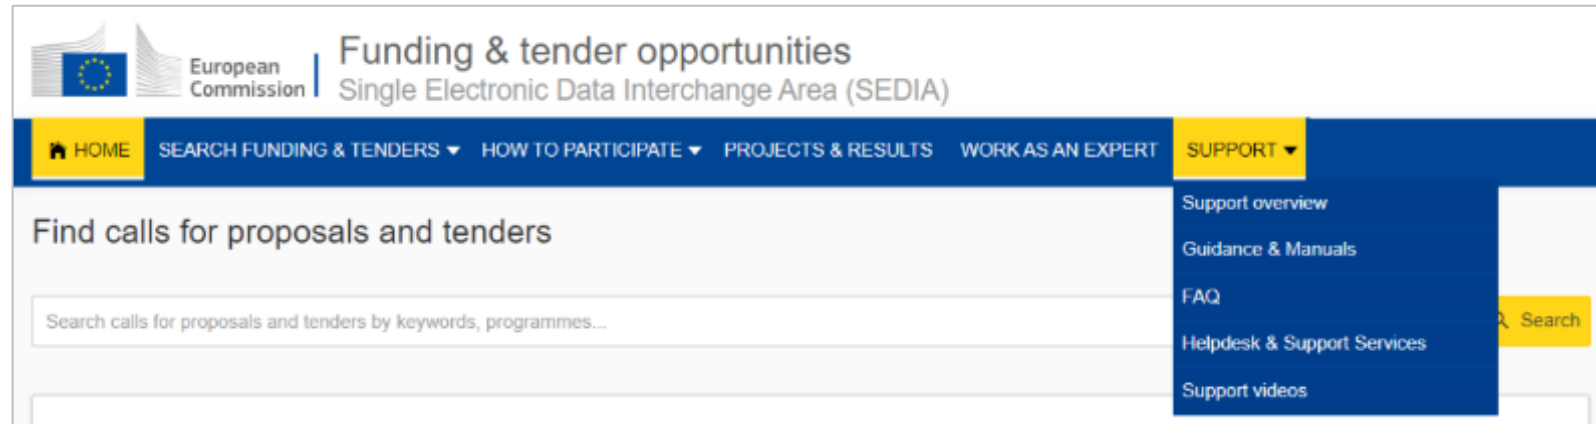 European
Commission
Funding & tender opportunities
Single Electronic Data Interchange Area (SEDIA)
HOME SEARCH FUNDING & TENDERS HOW TO PARTICIPATE PROJECTS & RESULTS WORK AS AN EXPERT SUPPORT
Support overview
Guidance & Manuals
FAQ
Helpdesk & Support Services
Support videos
Find calls for proposals and tenders
Search calls for proposals and tenders by keywords, programmes...
Search